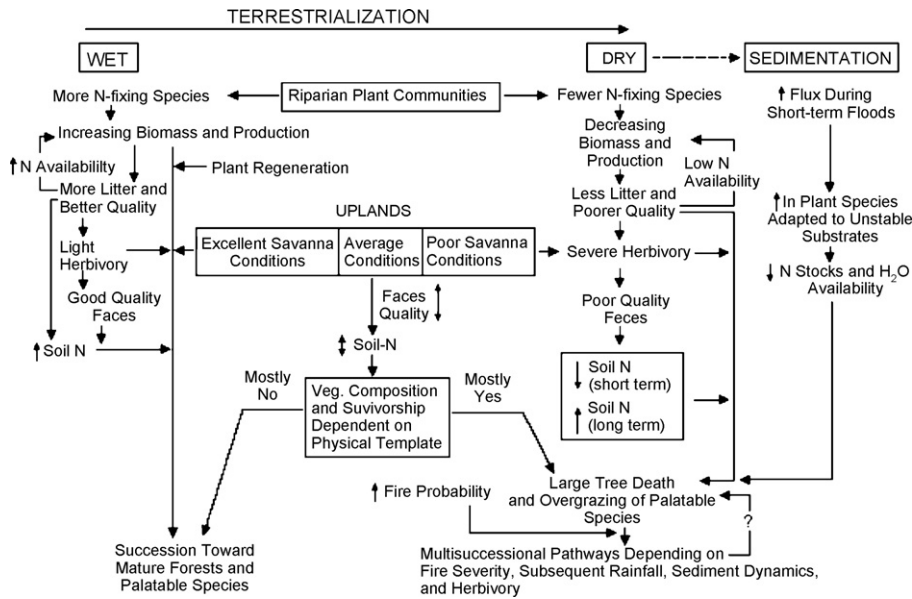 TERRESTRIALIZATION
WET
DRY
SEDIMENTATION
More N-fixing Species
Riparian Plant Communities
Fewer N-fixing Species
Flux During
Short-term Floods
Increasing Biomass and Production
Decreasing
Biomass and
Production
N Availabililty
Plant Regeneration
Low N
Availability
More Litter and
Better Quality
Less Litter and
Poorer Quality
In Plant Species
Adapted to Unstable
Substrates
UPLANDS
Light
Herbivory
Excellent Savanna
Conditions
Average
Conditions
Poor Savanna
Conditions
Severe Herbivory
N Stocks and H2O
Availability
Good Quality
Faces
Faces
Quality
Poor Quality
Feces
Soil N
Soil-N
Soil N
(short term)
Soil N
(long term)
Mostly
No
Veg. Composition
and Suvivorship
Dependent on
Physical Template
Mostly
Yes
Fire Probability
Large Tree Death
and Overgrazing of Palatable
Species
?
Succession Toward
Mature Forests and
Palatable Species
Multisuccessional Pathways Depending on
Fire Severity, Subsequent Rainfall, Sediment Dynamics,
and Herbivory